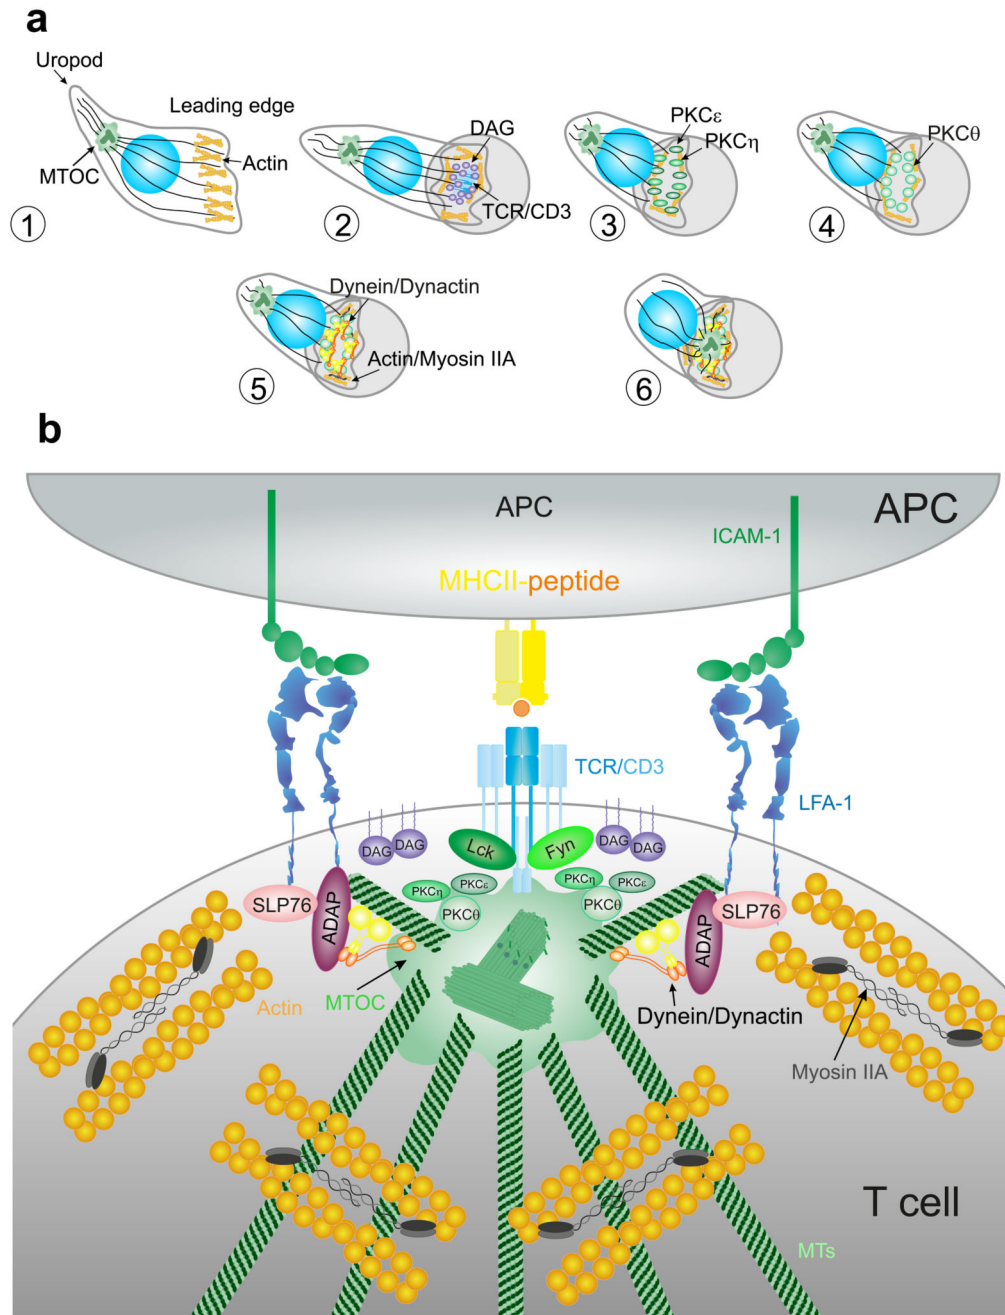 a
Uropod
Leading edge
MTOC
Actin
1
DAG
TCR/CD3
2
PKCε
PKCη
3
PKCθ
4
Dynein/Dynactin
Actin/Myosin IIA
5
6
b
APC
APC
ICAM-1
MHCII-peptide
TCR/CD3
LFA-1
DAG
DAG
Lck
Fyn
DAG
DAG
PKCη
PKCε
PKCθ
PKCη
PKCε
PKCθ
SLP76
ADAP
ADAP
SLP76
Actin
MTOC
Dynein/Dynactin
Myosin IIA
T cell
MTs